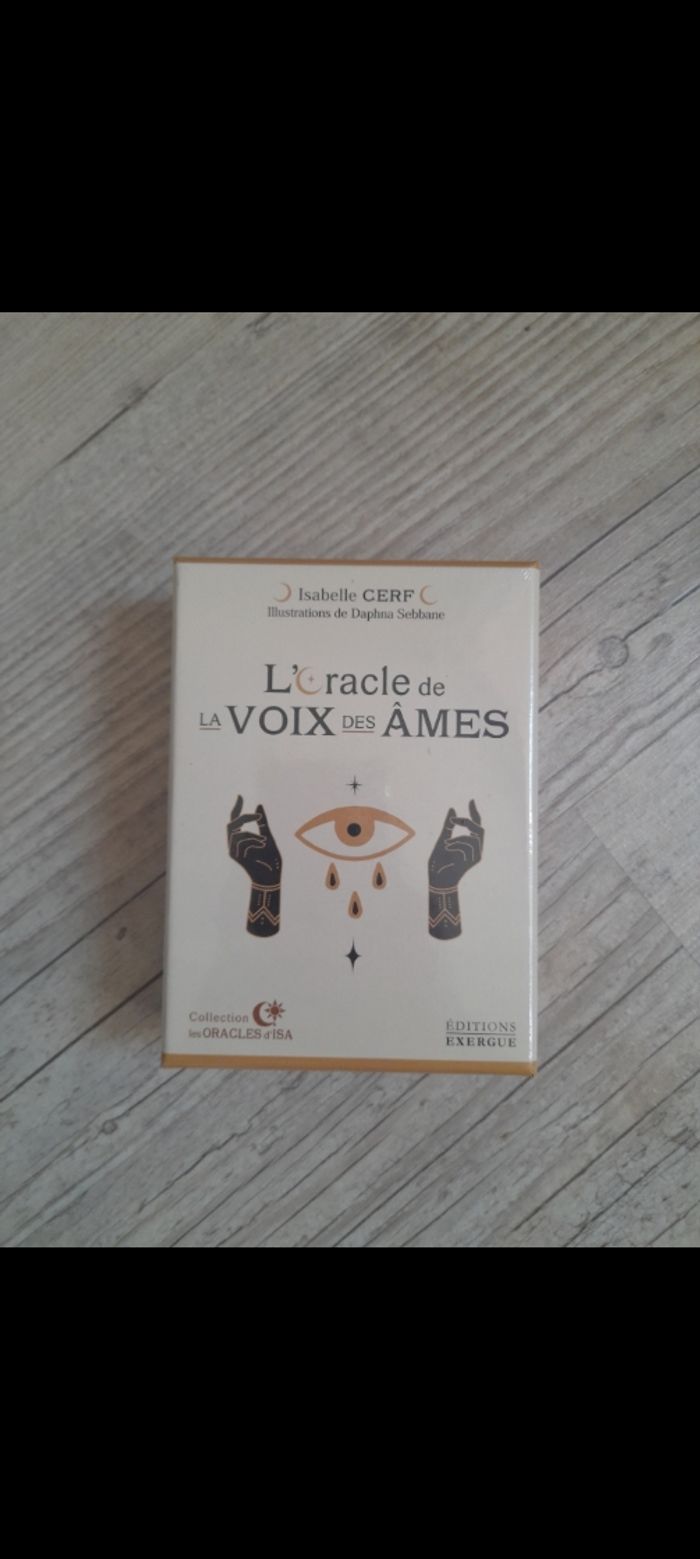 Isabelle CERF
Illustrations de Daphna Sebbane
L'Oracle de
LA VOIX DES ÂMES
Collection
les ORACLES d'ISA
ÉDITIONS
EXERGUE